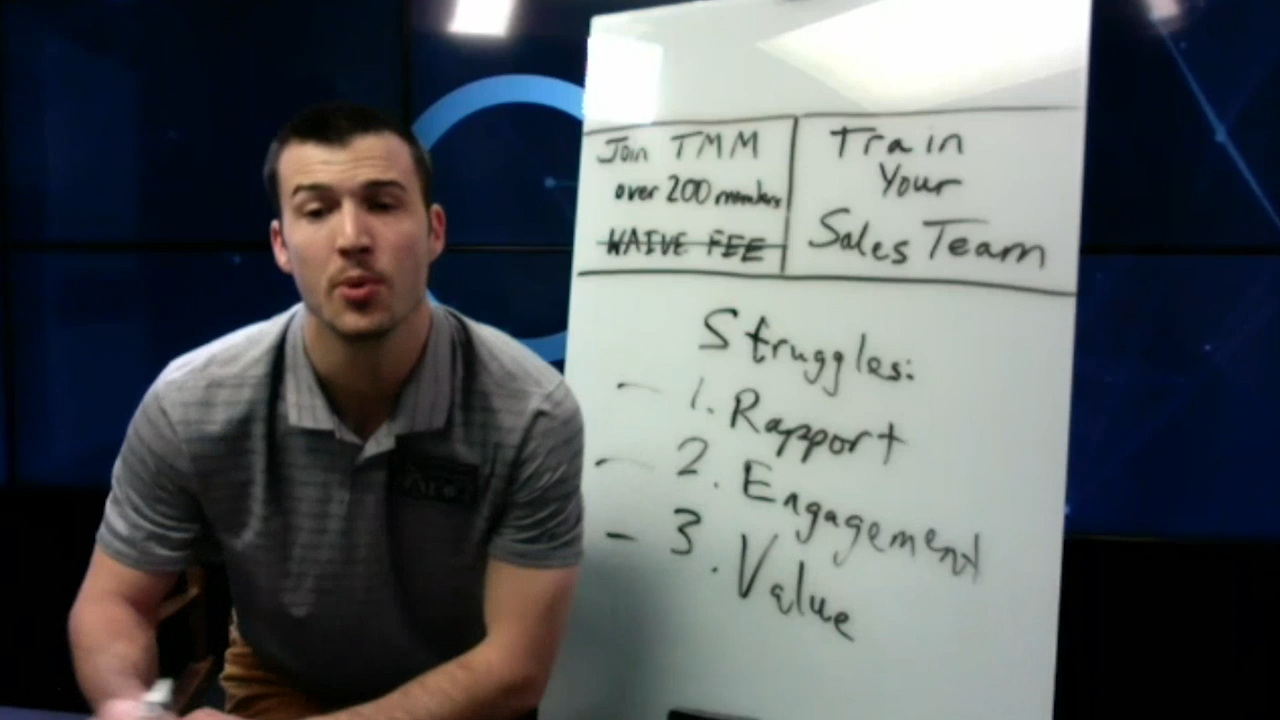 Join TMM
over 200 members
WAIVE FEE
Train
Your
Sales Team
Struggles:
- 1. Rapport
- 2. Engagement
- 3. Value